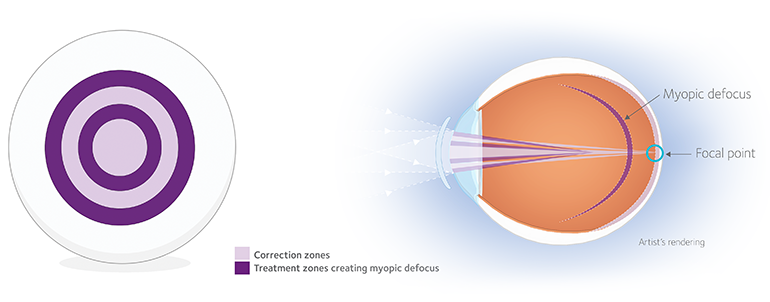 Myopic defocus
Focal point
Artist's rendering
Correction zones
Treatment zones creating myopic defocus